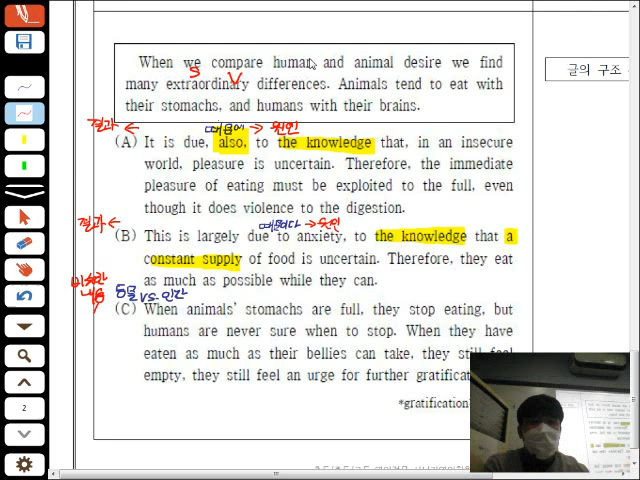 When we compare human and animal desire we find
many extraordinary differences. Animals tend to eat with
their stomachs, and humans with their brains.
S V
결과 ← 때문에 → 원인
(A) It is due, also, to the knowledge that, in an insecure
world, pleasure is uncertain. Therefore, the immediate
pleasure of eating must be exploited to the full, even
though it does violence to the digestion.
결과 ← 때문이다 → 원인
(B) This is largely due to anxiety, to the knowledge that a
constant supply of food is uncertain. Therefore, they eat
as much as possible while they can.
비슷한
내용
동물 vs. 인간
(C) When animals' stomachs are full, they stop eating, but
humans are never sure when to stop. When they have
eaten as much as their bellies can take, they still feel
empty, they still feel an urge for further gratificat
*gratification
글의 구조
2